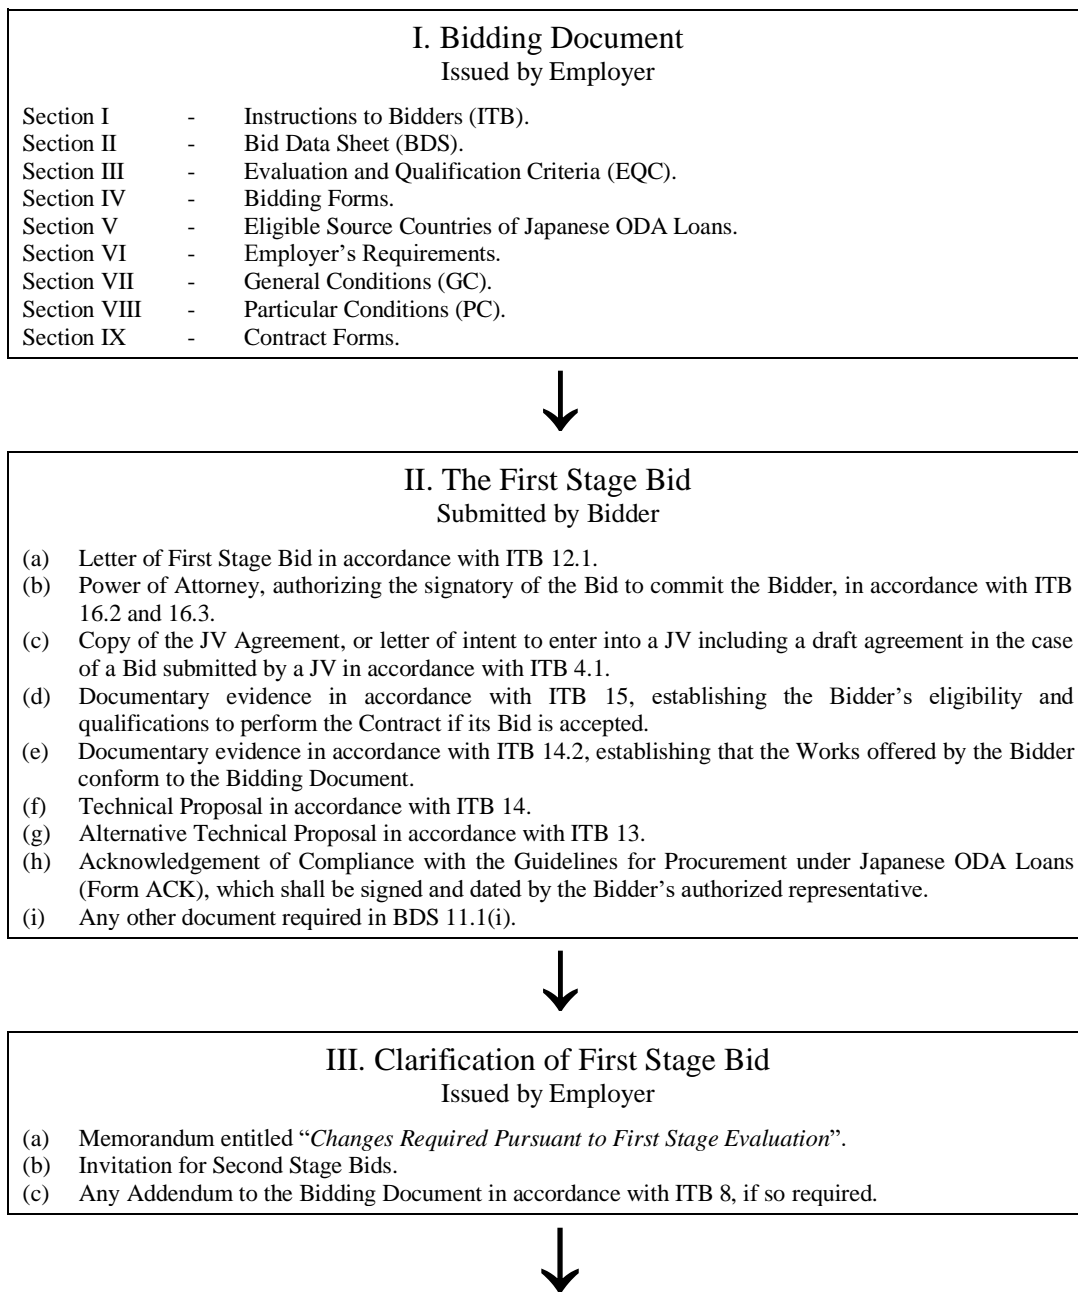 I. Bidding Document
Issued by Employer
Section I - Instructions to Bidders (ITB).
Section II - Bid Data Sheet (BDS).
Section III - Evaluation and Qualification Criteria (EQC).
Section IV - Bidding Forms.
Section V - Eligible Source Countries of Japanese ODA Loans.
Section VI - Employer’s Requirements.
Section VII - General Conditions (GC).
Section VIII - Particular Conditions (PC).
Section IX - Contract Forms.
II. The First Stage Bid
Submitted by Bidder
(a) Letter of First Stage Bid in accordance with ITB 12.1.
(b) Power of Attorney, authorizing the signatory of the Bid to commit the Bidder, in accordance with ITB
16.2 and 16.3.
(c) Copy of the JV Agreement, or letter of intent to enter into a JV including a draft agreement in the case
of a Bid submitted by a JV in accordance with ITB 4.1.
(d) Documentary evidence in accordance with ITB 15, establishing the Bidder’s eligibility and
qualifications to perform the Contract if its Bid is accepted.
(e) Documentary evidence in accordance with ITB 14.2, establishing that the Works offered by the Bidder
conform to the Bidding Document.
(f) Technical Proposal in accordance with ITB 14.
(g) Alternative Technical Proposal in accordance with ITB 13.
(h) Acknowledgement of Compliance with the Guidelines for Procurement under Japanese ODA Loans
(Form ACK), which shall be signed and dated by the Bidder’s authorized representative.
(i) Any other document required in BDS 11.1(i).
III. Clarification of First Stage Bid
Issued by Employer
(a) Memorandum entitled “Changes Required Pursuant to First Stage Evaluation”.
(b) Invitation for Second Stage Bids.
(c) Any Addendum to the Bidding Document in accordance with ITB 8, if so required.